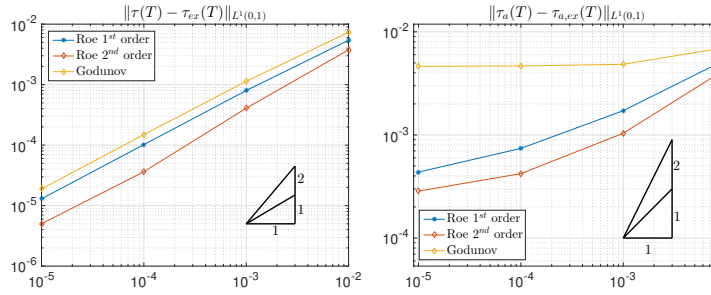 ‖τ(T) − τ_ex(T)‖_{L¹(0,1)}
10^-2
10^-3
10^-4
10^-5
10^-6
Roe 1^st order
Roe 2^nd order
Godunov
2
1
1
10^-5
10^-4
10^-3
10^-2
‖τ_a(T) − τ_{a,ex}(T)‖_{L¹(0,1)}
10^-2
10^-3
10^-4
2
1
1
Roe 1^st order
Roe 2^nd order
Godunov
10^-5
10^-4
10^-3